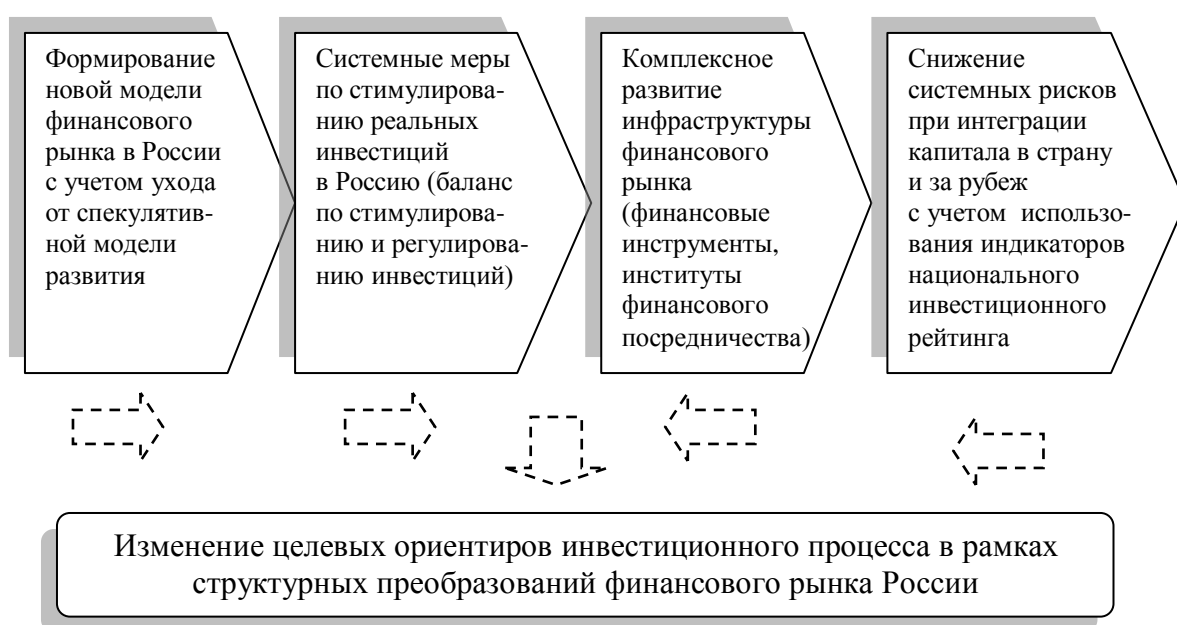 Формирование
новой модели
финансового
рынка в России
с учетом ухода
от спекулятив-
ной модели
развития
Системные меры
по стимулирова-
нию реальных
инвестиций
в Россию (баланс
по стимулирова-
нию и регулирова-
нию инвестиций)
Комплексное
развитие
инфраструктуры
финансового
рынка
(финансовые
инструменты,
институты
финансового
посредничества)
Снижение
системных рисков
при интеграции
капитала в страну
и за рубеж
с учетом использо-
вания индикаторов
национального
инвестиционного
рейтинга
Изменение целевых ориентиров инвестиционного процесса в рамках
структурных преобразований финансового рынка России